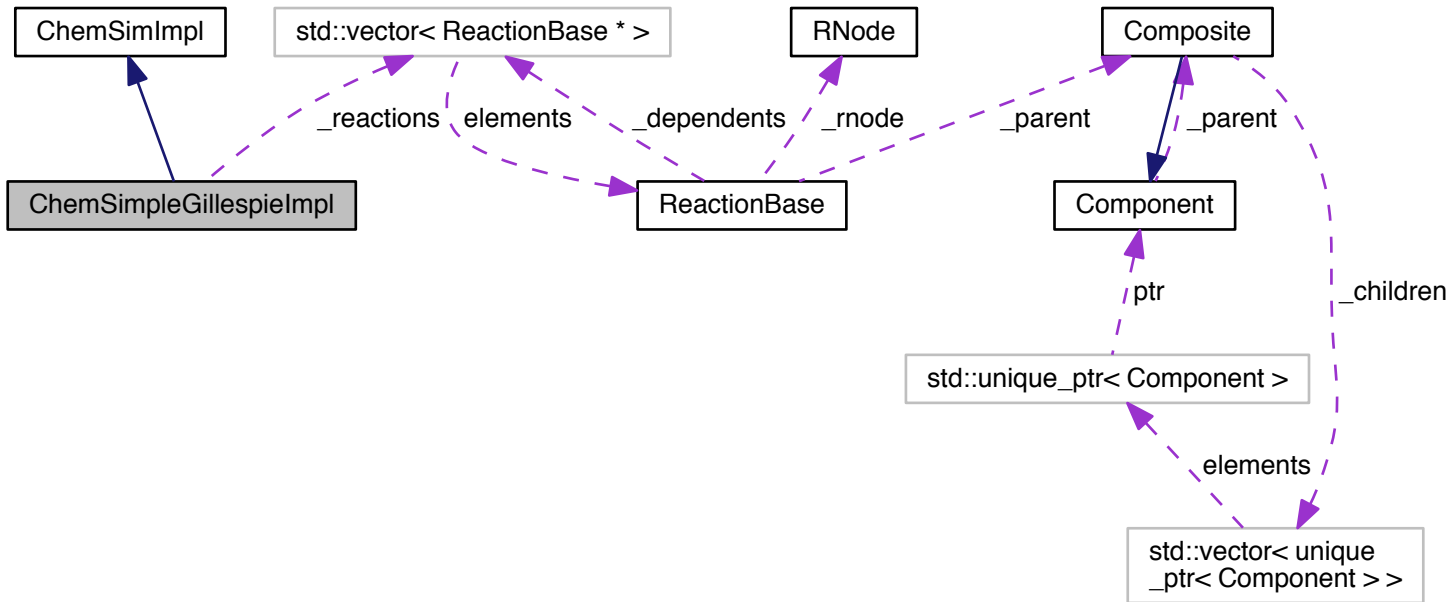 ChemSimImpl
std::vector< ReactionBase * >
RNode
Composite
_reactions
elements
_dependents
_rnode
_parent
_parent
ChemSimpleGillespieImpl
ReactionBase
Component
ptr
_children
std::unique_ptr< Component >
elements
std::vector< unique
_ptr< Component > >